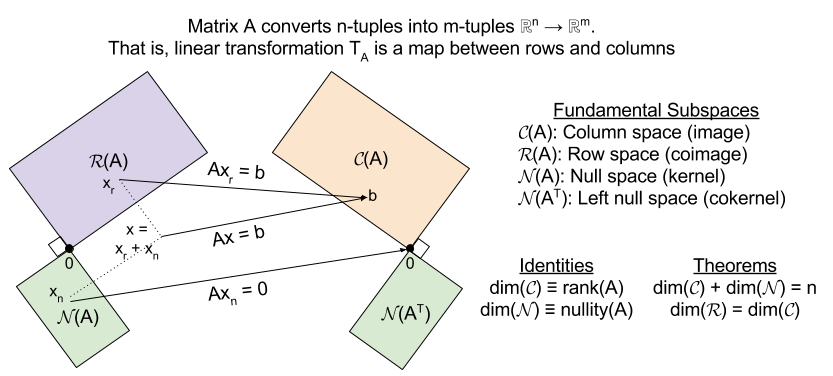 Matrix A converts n-tuples into m-tuples ℝⁿ → ℝᵐ.
That is, linear transformation T_A is a map between rows and columns
ℛ(A)
x_r
Ax_r = b
𝒞(A)
b
x =
x_r + x_n
Ax = b
0
0
x_n
𝒩(A)
Ax_n = 0
𝒩(Aᵀ)
Fundamental Subspaces
𝒞(A): Column space (image)
ℛ(A): Row space (coimage)
𝒩(A): Null space (kernel)
𝒩(Aᵀ): Left null space (cokernel)
Identities
dim(𝒞) ≡ rank(A)
dim(𝒩) ≡ nullity(A)
Theorems
dim(𝒞) + dim(𝒩) = n
dim(ℛ) = dim(𝒞)